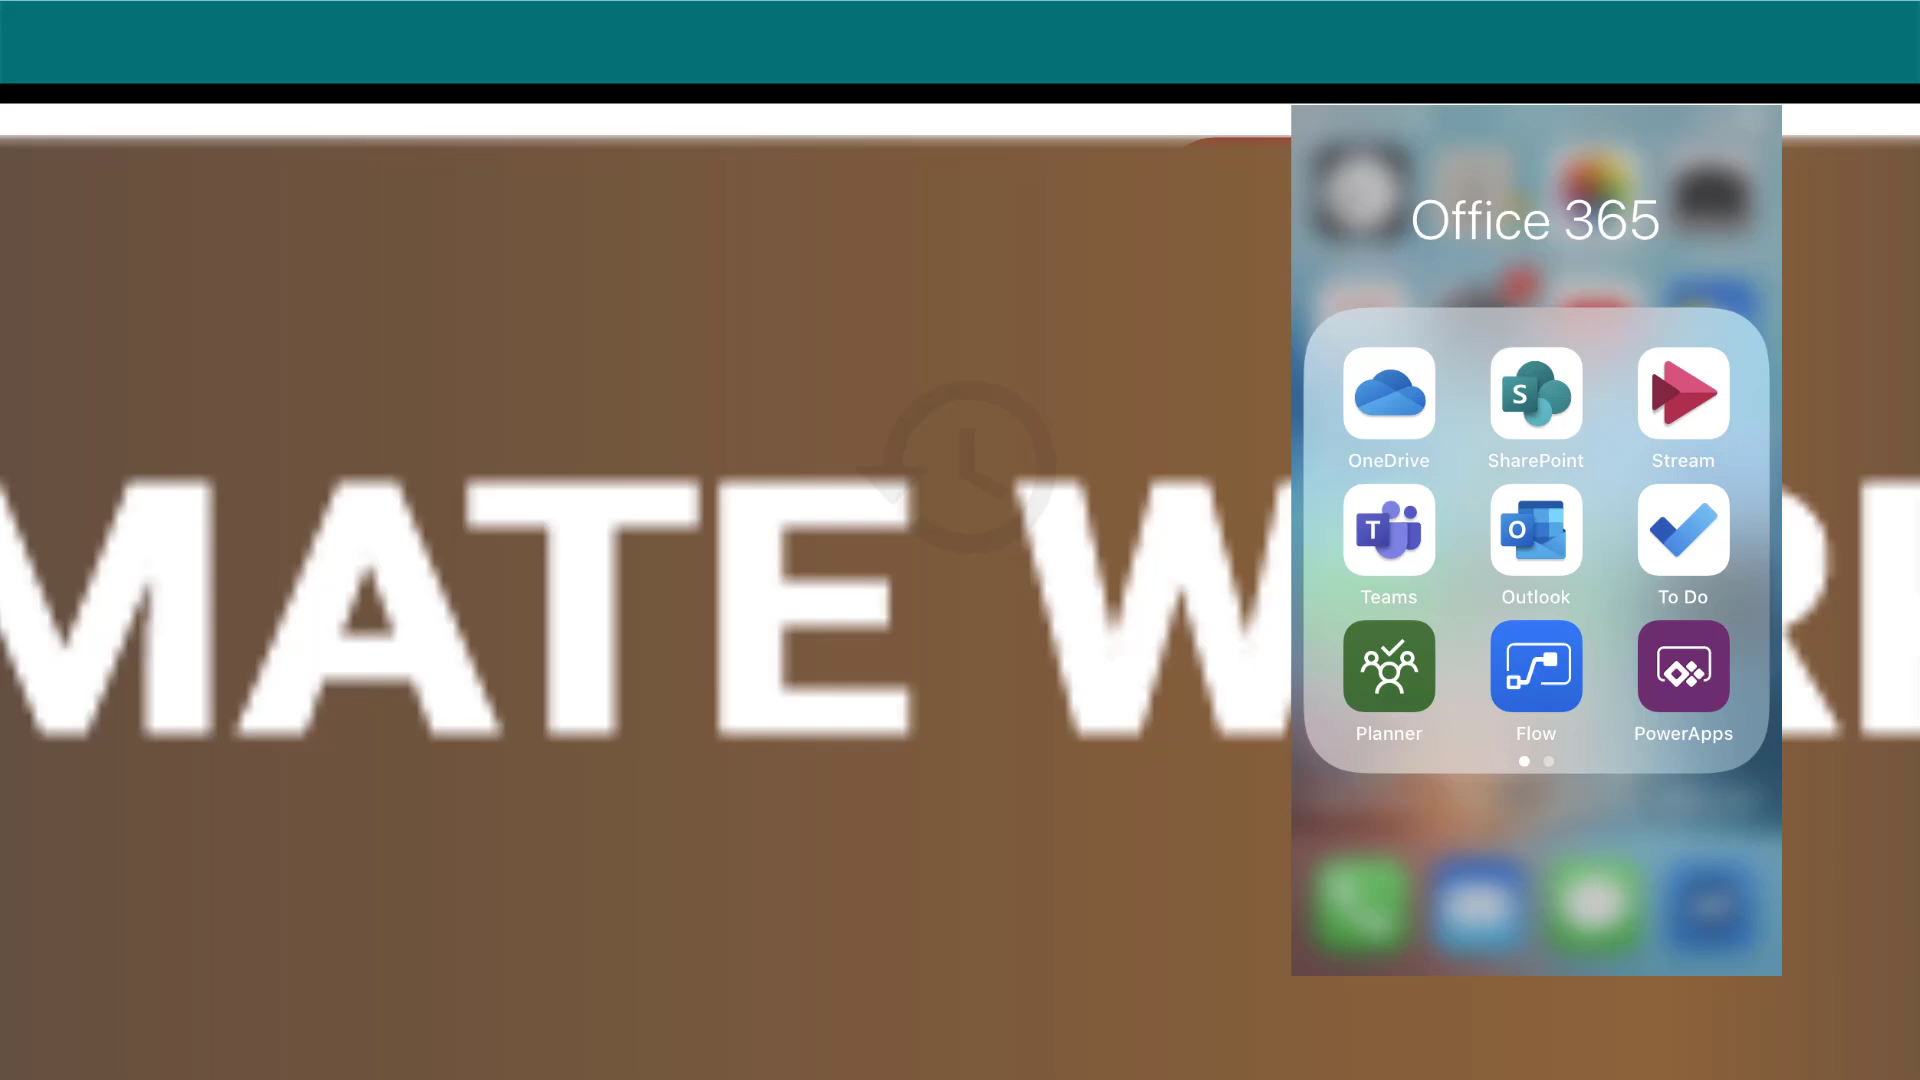 MATE W
Office 365
OneDrive SharePoint Stream
Teams Outlook To Do
Planner Flow PowerApps